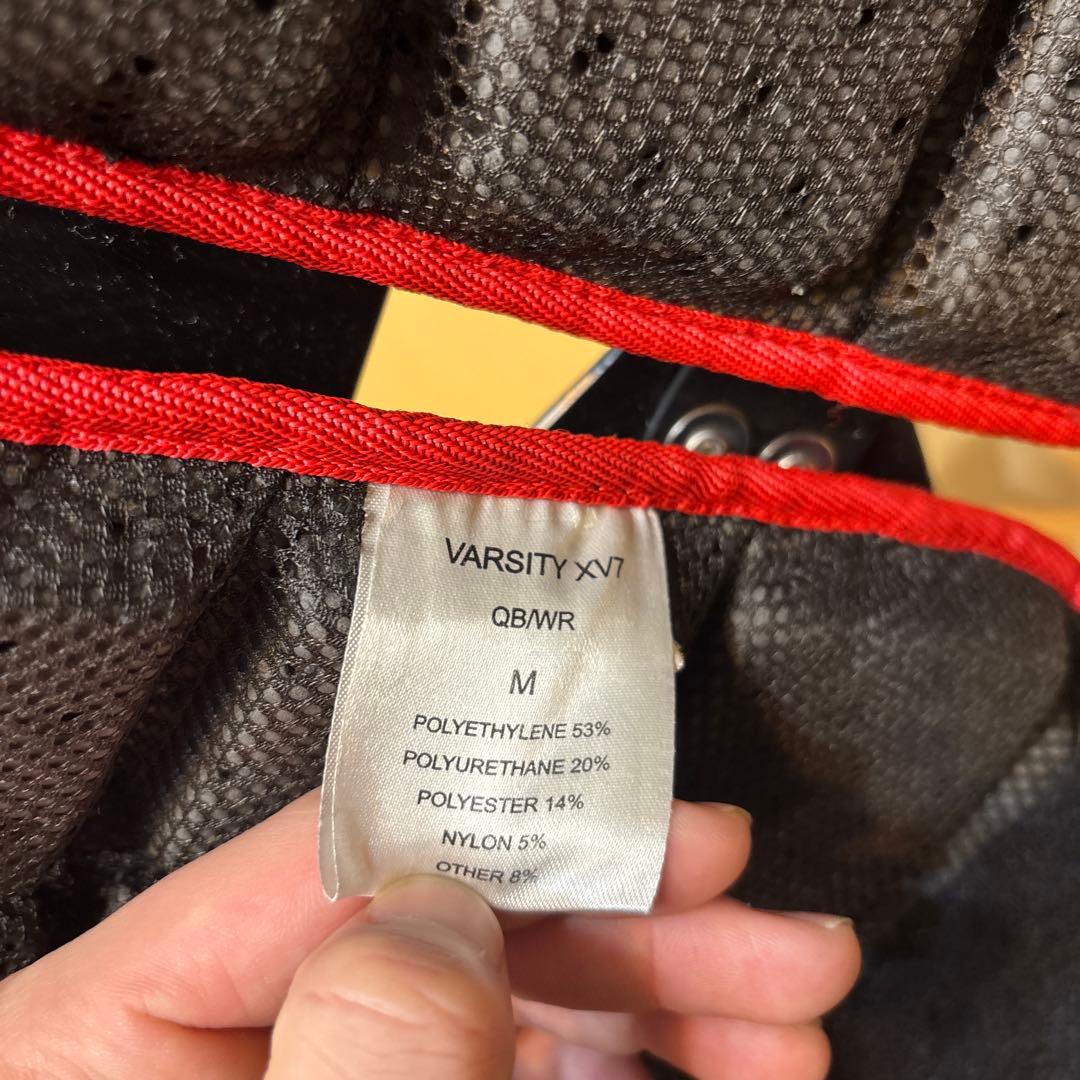 VARSITY XV7
QB/WR
M
POLYETHYLENE 53%
POLYURETHANE 20%
POLYESTER 14%
NYLON 5%
OTHER 8%